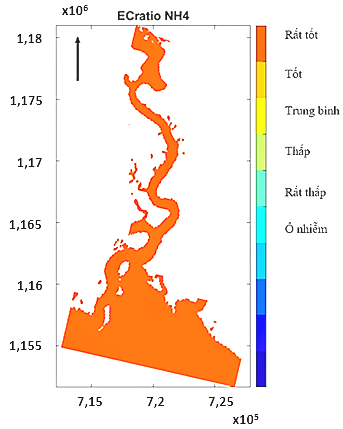 x10⁶
ECratio NH4
1,18
1,175
1,17
1,165
1,16
1,155
7,15
7,2
7,25
x10⁵
Rất tốt
Tốt
Trung bình
Thấp
Rất thấp
Ô nhiễm